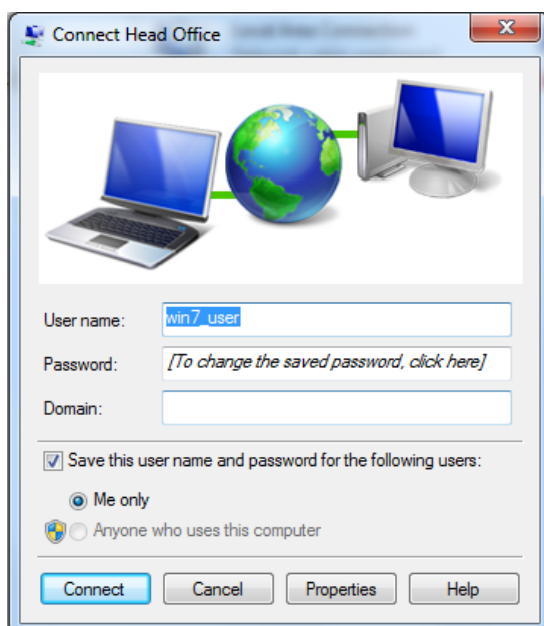 Connect Head Office
User name:
win7_user
Password:
[To change the saved password, click here]
Domain:
Save this user name and password for the following users:
Me only
Anyone who uses this computer
Connect
Cancel
Properties
Help